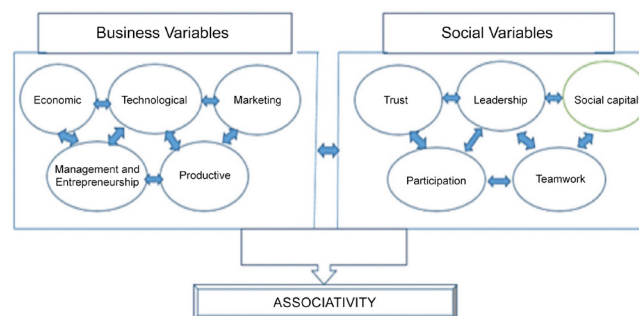 Business Variables
Social Variables
Economic
Technological
Marketing
Management and
Entrepreneurship
Productive
Trust
Leadership
Social capital
Participation
Teamwork
ASSOCIATIVITY